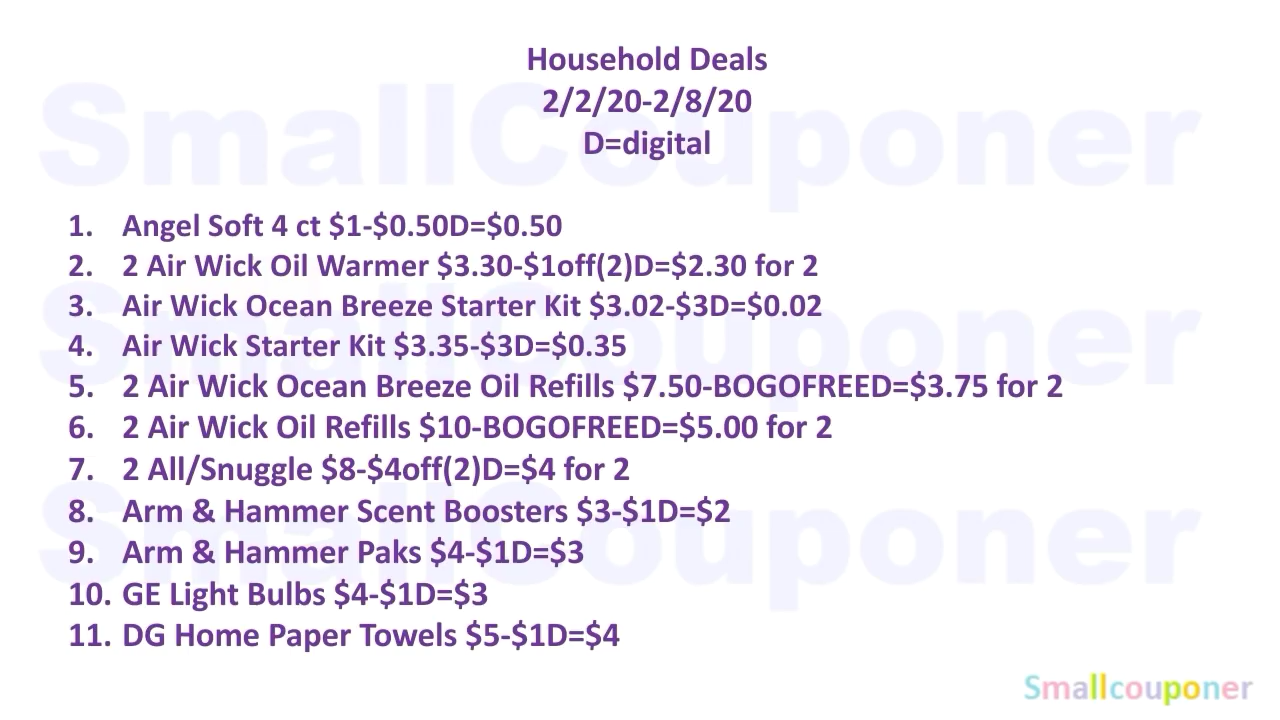 Household Deals
2/2/20-2/8/20
D=digital
1. Angel Soft 4 ct $1-$0.50D=$0.50
2. 2 Air Wick Oil Warmer $3.30-$1off(2)D=$2.30 for 2
3. Air Wick Ocean Breeze Starter Kit $3.02-$3D=$0.02
4. Air Wick Starter Kit $3.35-$3D=$0.35
5. 2 Air Wick Ocean Breeze Oil Refills $7.50-BOGOFREED=$3.75 for 2
6. 2 Air Wick Oil Refills $10-BOGOFREED=$5.00 for 2
7. 2 All/Snuggle $8-$4off(2)D=$4 for 2
8. Arm & Hammer Scent Boosters $3-$1D=$2
9. Arm & Hammer Paks $4-$1D=$3
10. GE Light Bulbs $4-$1D=$3
11. DG Home Paper Towels $5-$1D=$4
SmallCouponer
SmallCouponer
SmallCouponer
Smallcouponer